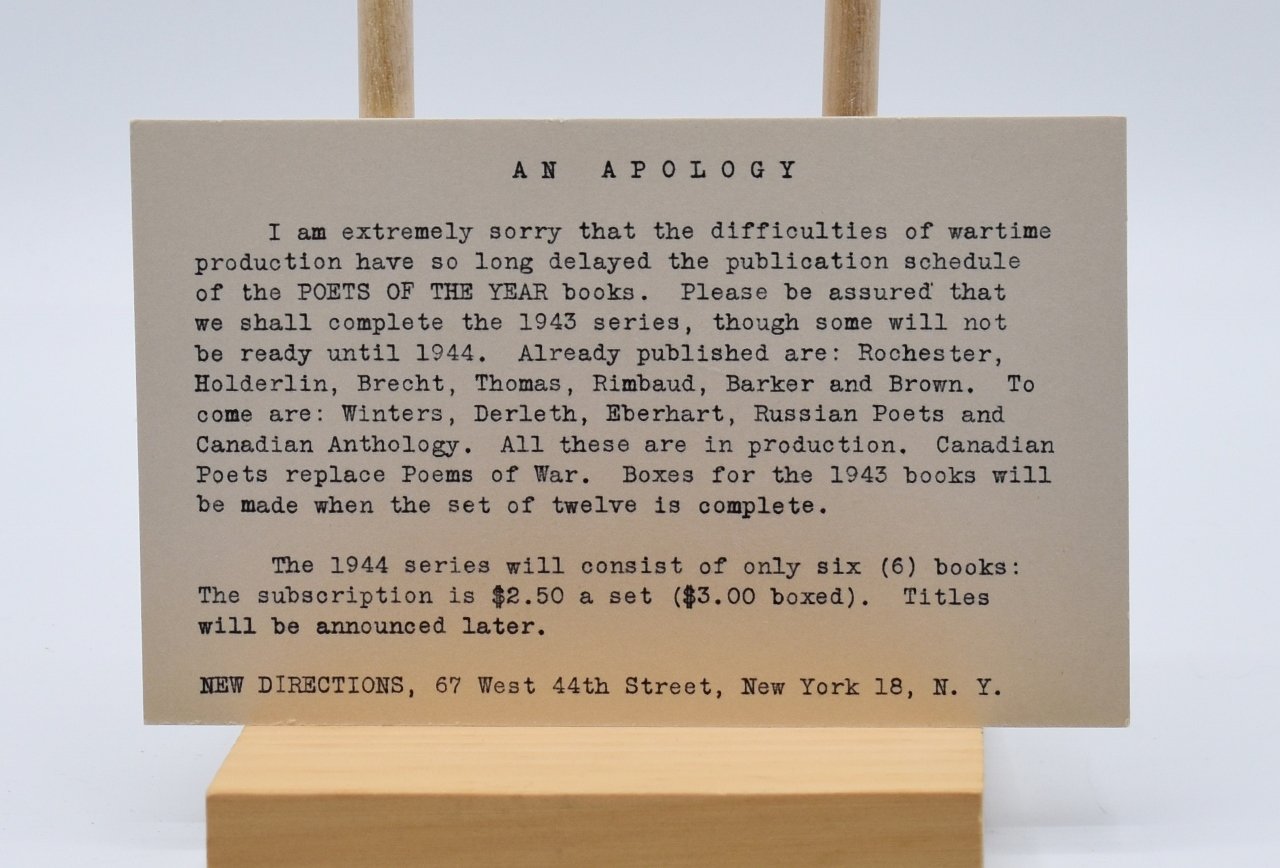 AN APOLOGY
I am extremely sorry that the difficulties of wartime
production have so long delayed the publication schedule
of the POETS OF THE YEAR books. Please be assured that
we shall complete the 1943 series, though some will not
be ready until 1944. Already published are: Rochester,
Holderlin, Brecht, Thomas, Rimbaud, Barker and Brown. To
come are: Winters, Derleth, Eberhart, Russian Poets and
Canadian Anthology. All these are in production. Canadian
Poets replace Poems of War. Boxes for the 1943 books will
be made when the set of twelve is complete.
The 1944 series will consist of only six (6) books:
The subscription is $2.50 a set ($3.00 boxed). Titles
will be announced later.
NEW DIRECTIONS, 67 West 44th Street, New York 18, N. Y.